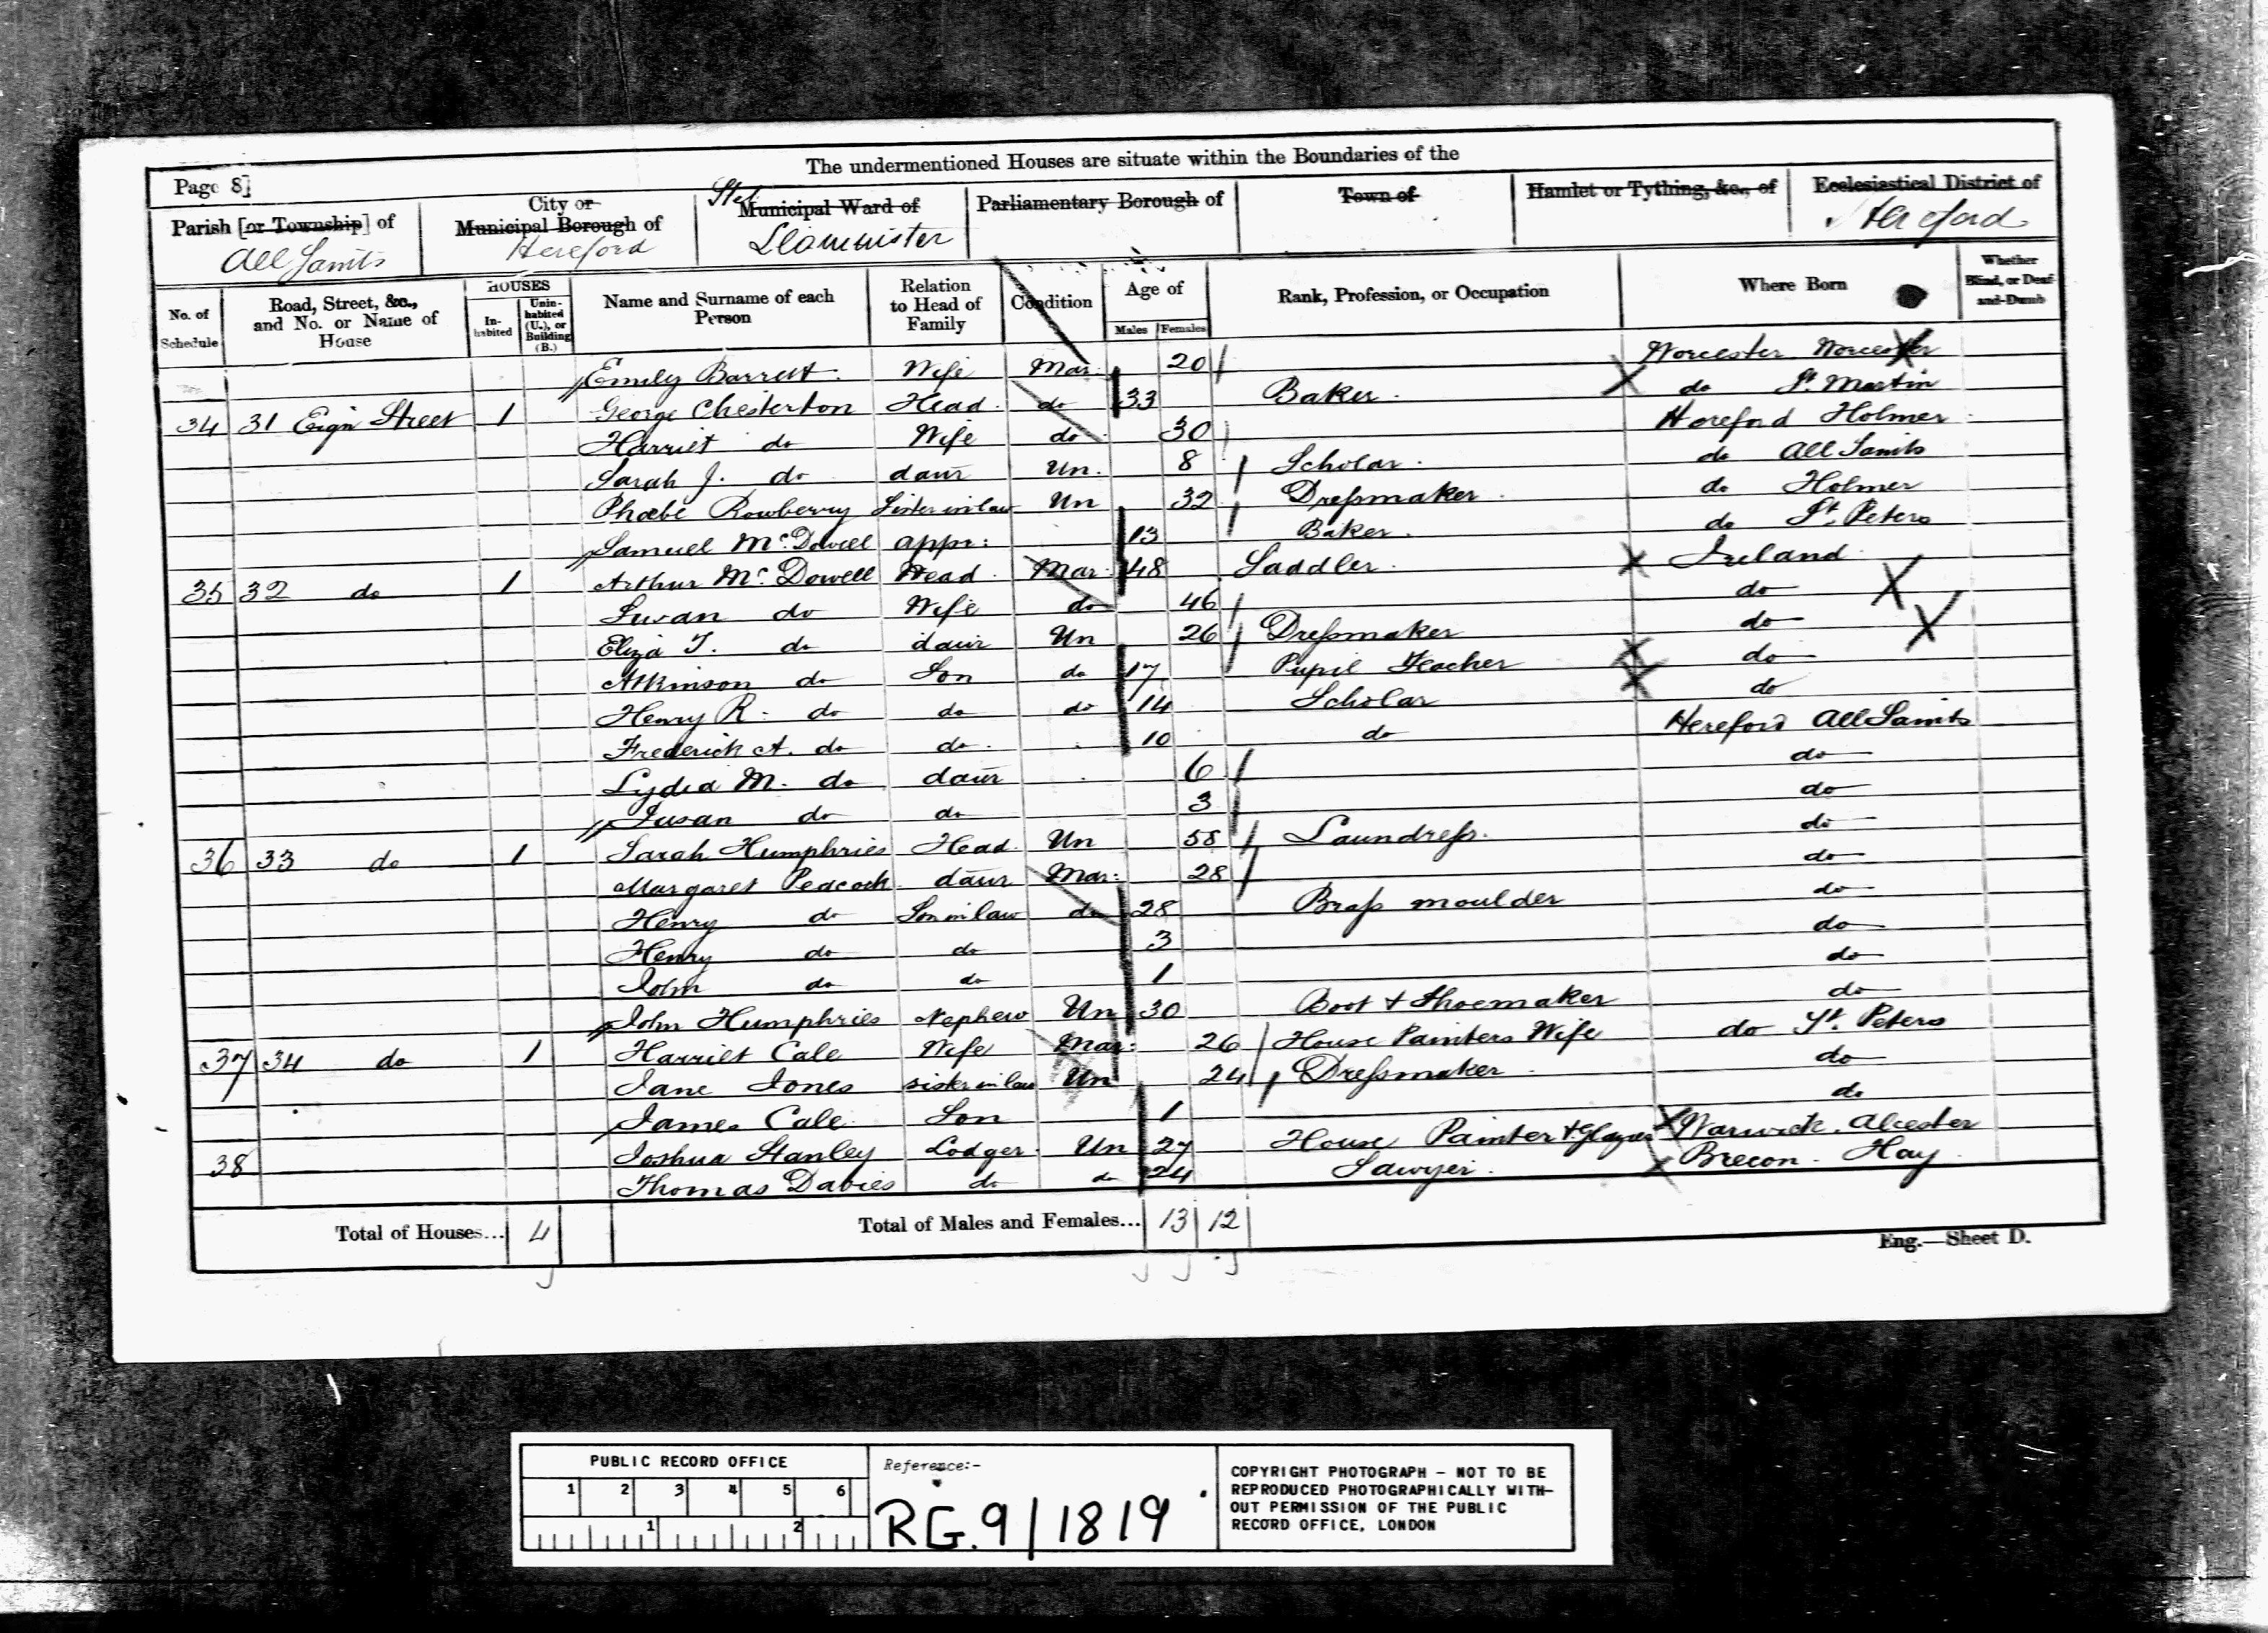 The undermentioned Houses are situate within the Boundaries of the
Page 8]
Parish [or Township] of All Saints
City or Municipal Borough of Hereford
Municipal Ward of
Parliamentary Borough of
Town of
Hamlet or Tything, &c., of
Ecclesiastical District of Hereford
No. of Schedule
Road, Street, &c., and No. or Name of House
HOUSES
In-habited
Unin-habited (U.), or Building (B.)
Name and Surname of each Person
Relation to Head of Family
Condition
Age of
Males Females
Rank, Profession, or Occupation
Where Born
Whether Blind, or Deaf-and-Dumb
Emily Barrett Wife Mar 20 Worcester Worcester
34 31 Eign Street 1 George Chesterton Head do 33 Baker do St. Martin
Harriet do Wife do 30 Hereford Holmer
Sarah J. do daur Un. 8 Scholar do All Saints
Phoebe Rowberry Sister in law Un 32 Dressmaker do Holmer
Samuel McDowell appr: 13 Baker do St. Peters
35 32 do 1 Arthur McDowell Head Mar: 48 Saddler Ireland
Susan do Wife do 46 do
Eliza T. do daur Un 26 Dressmaker do
Atkinson do Son do 17 Pupil Teacher do
Henry R. do do do 14 Scholar do
Frederick A. do do 10 do Hereford All Saints
Lydia M. do daur 6 do
Susan do do 3 do
36 33 do 1 Sarah Humphries Head Un 58 Laundress do
Margaret Peacock daur Mar: 28 do
Henry do Son in law do 28 Brass moulder do
Henry do do 3 do
John do do 1 do
John Humphries Nephew Un 30 Boot & Shoemaker do
37 34 do 1 Harriet Cale Wife Mar: 26 House Painters Wife do St. Peters
Jane Jones sister in law Un 24 Dressmaker do
James Cale Son 1 do
38 Joshua Stanley Lodger Un 27 House Painter & Glazier Warwick. Alcester
Thomas Davies do do 24 Sawyer Brecon. Hay
Total of Houses... 4
Total of Males and Females... 13 12
Eng.—Sheet D.
PUBLIC RECORD OFFICE
1 2 3 4 5 6
1 2
Reference:-
RG.9/1819
COPYRIGHT PHOTOGRAPH - NOT TO BE
REPRODUCED PHOTOGRAPHICALLY WITH-
OUT PERMISSION OF THE PUBLIC
RECORD OFFICE, LONDON